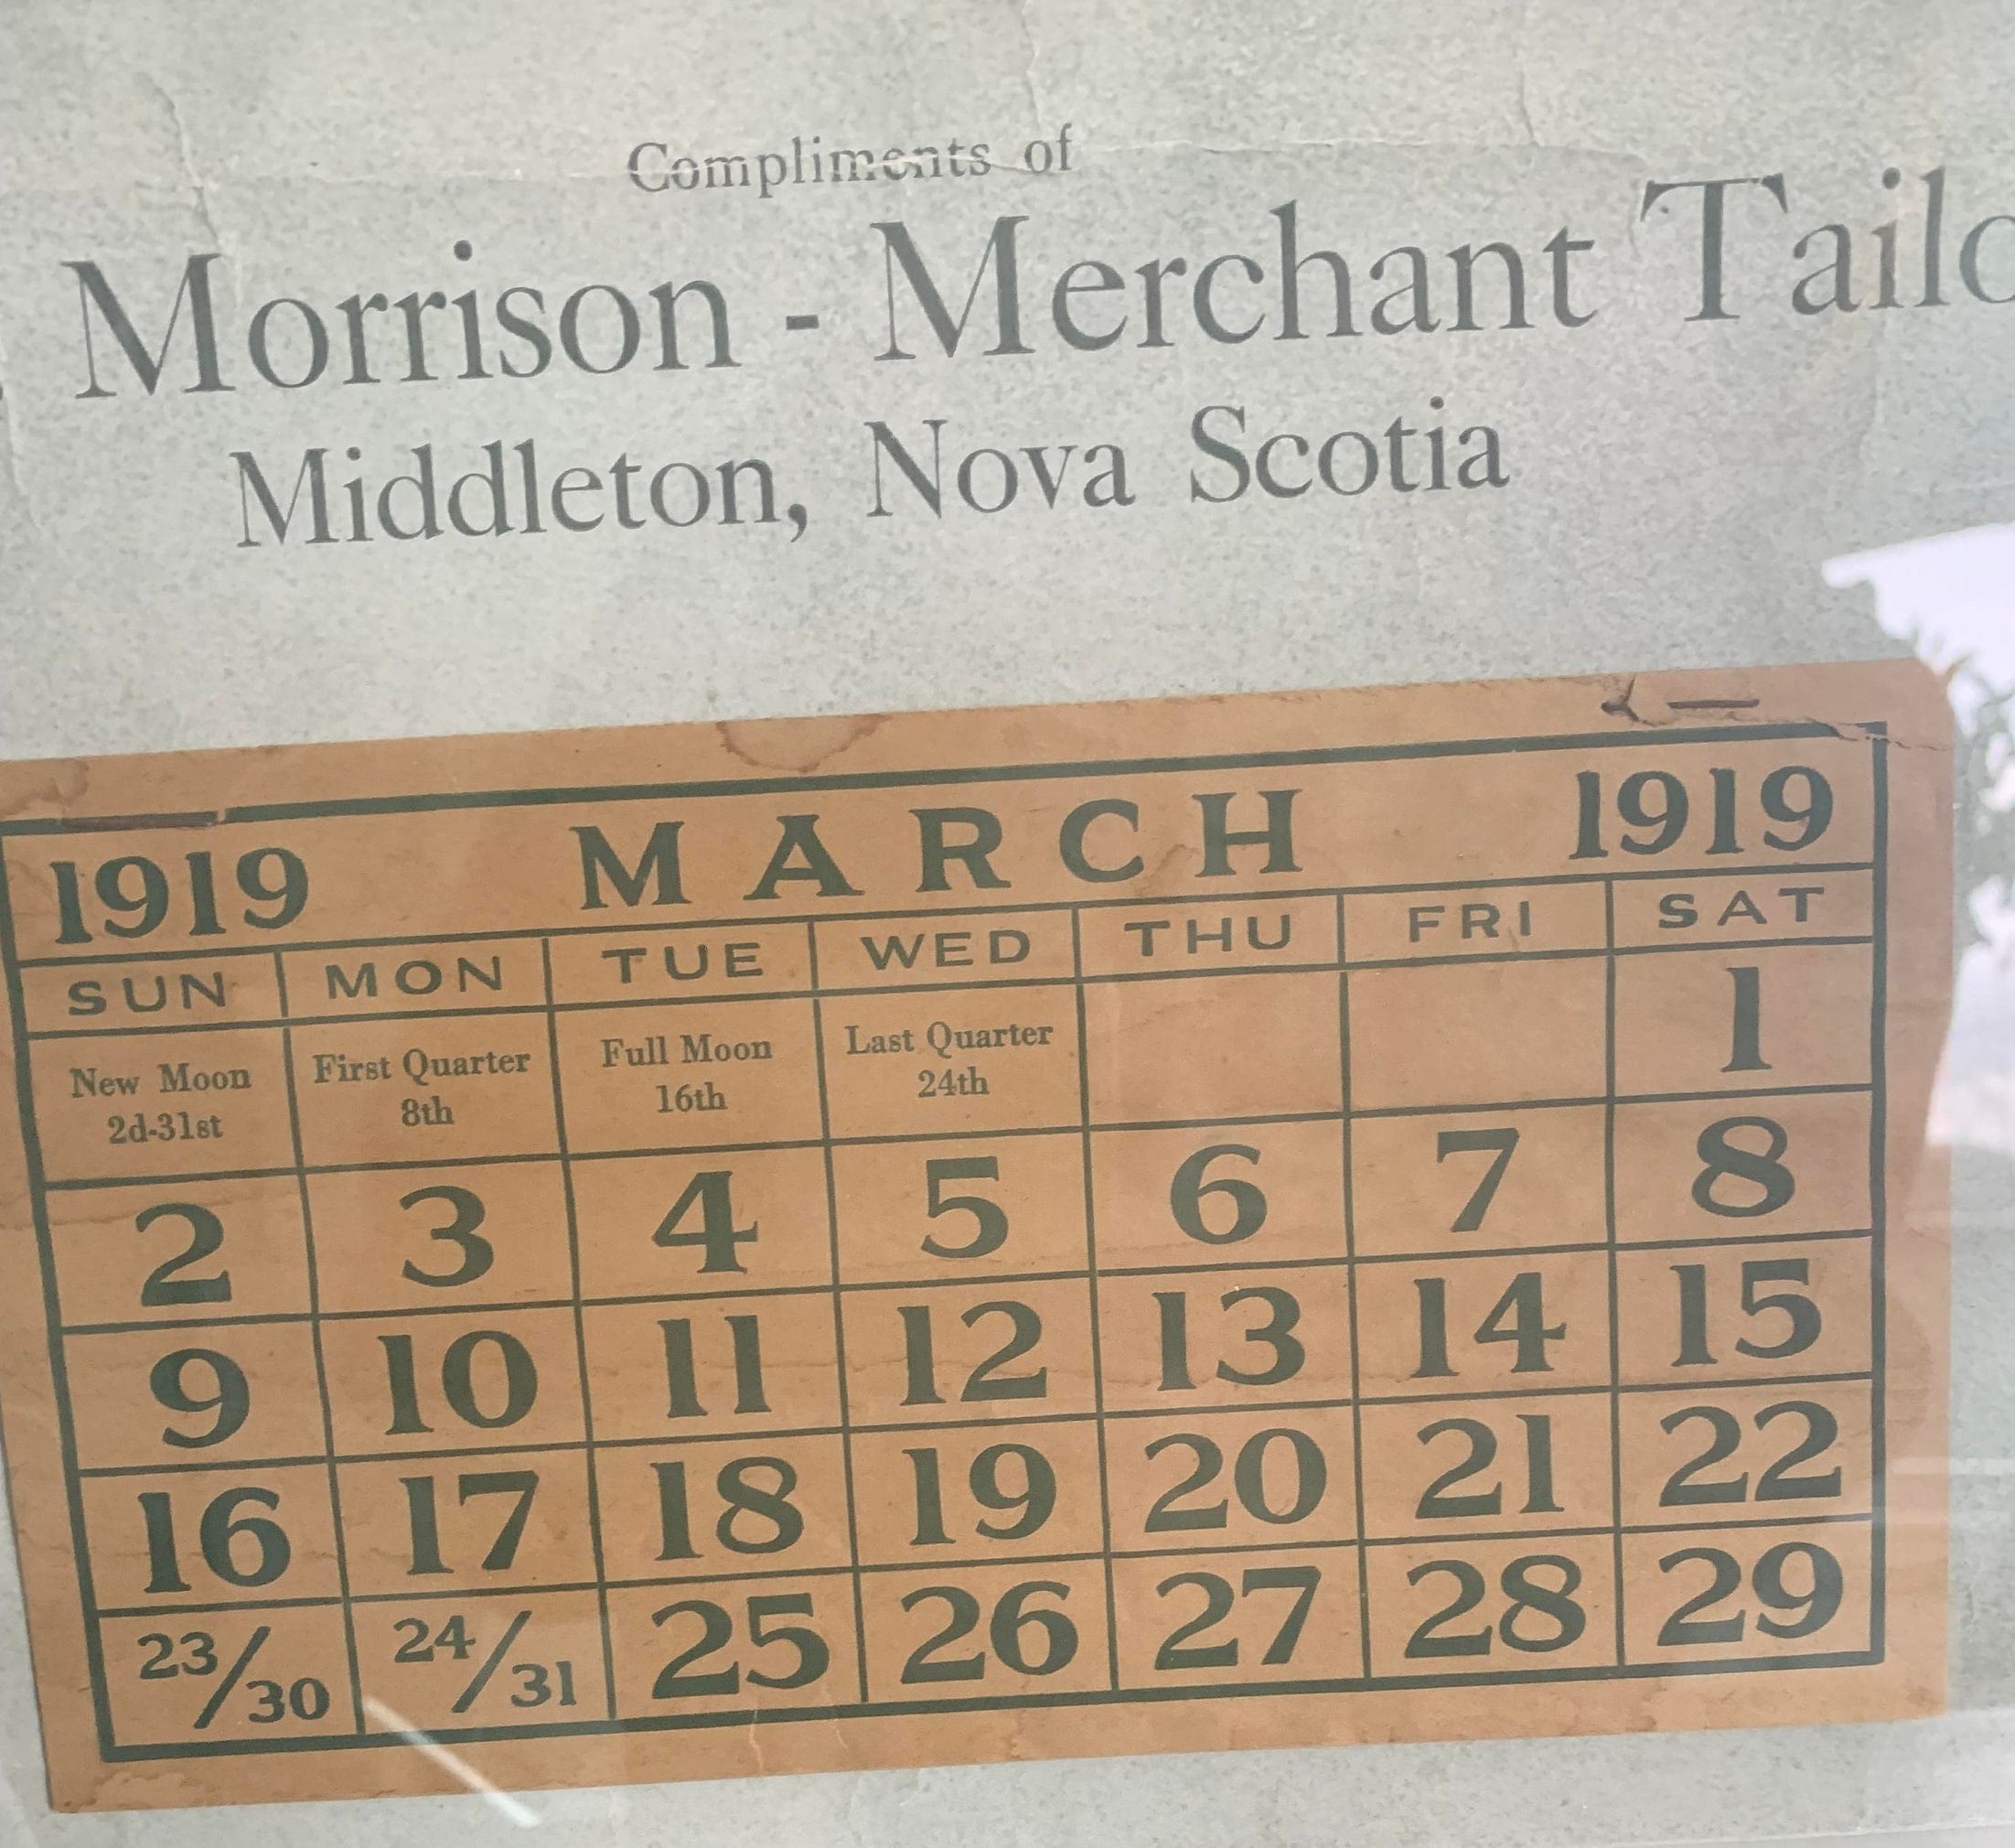 Compliments of
Morrison - Merchant
Middleton, Nova Scotia
1919 MARCH 1919
SUN MON TUE WED THU FRI SAT
New Moon First Quarter Full Moon Last Quarter 1
2d-31st 8th 16th 24th
2 3 4 5 6 7 8
9 10 11 12 13 14 15
16 17 18 19 20 21 22
23/30 24/31 25 26 27 28 29